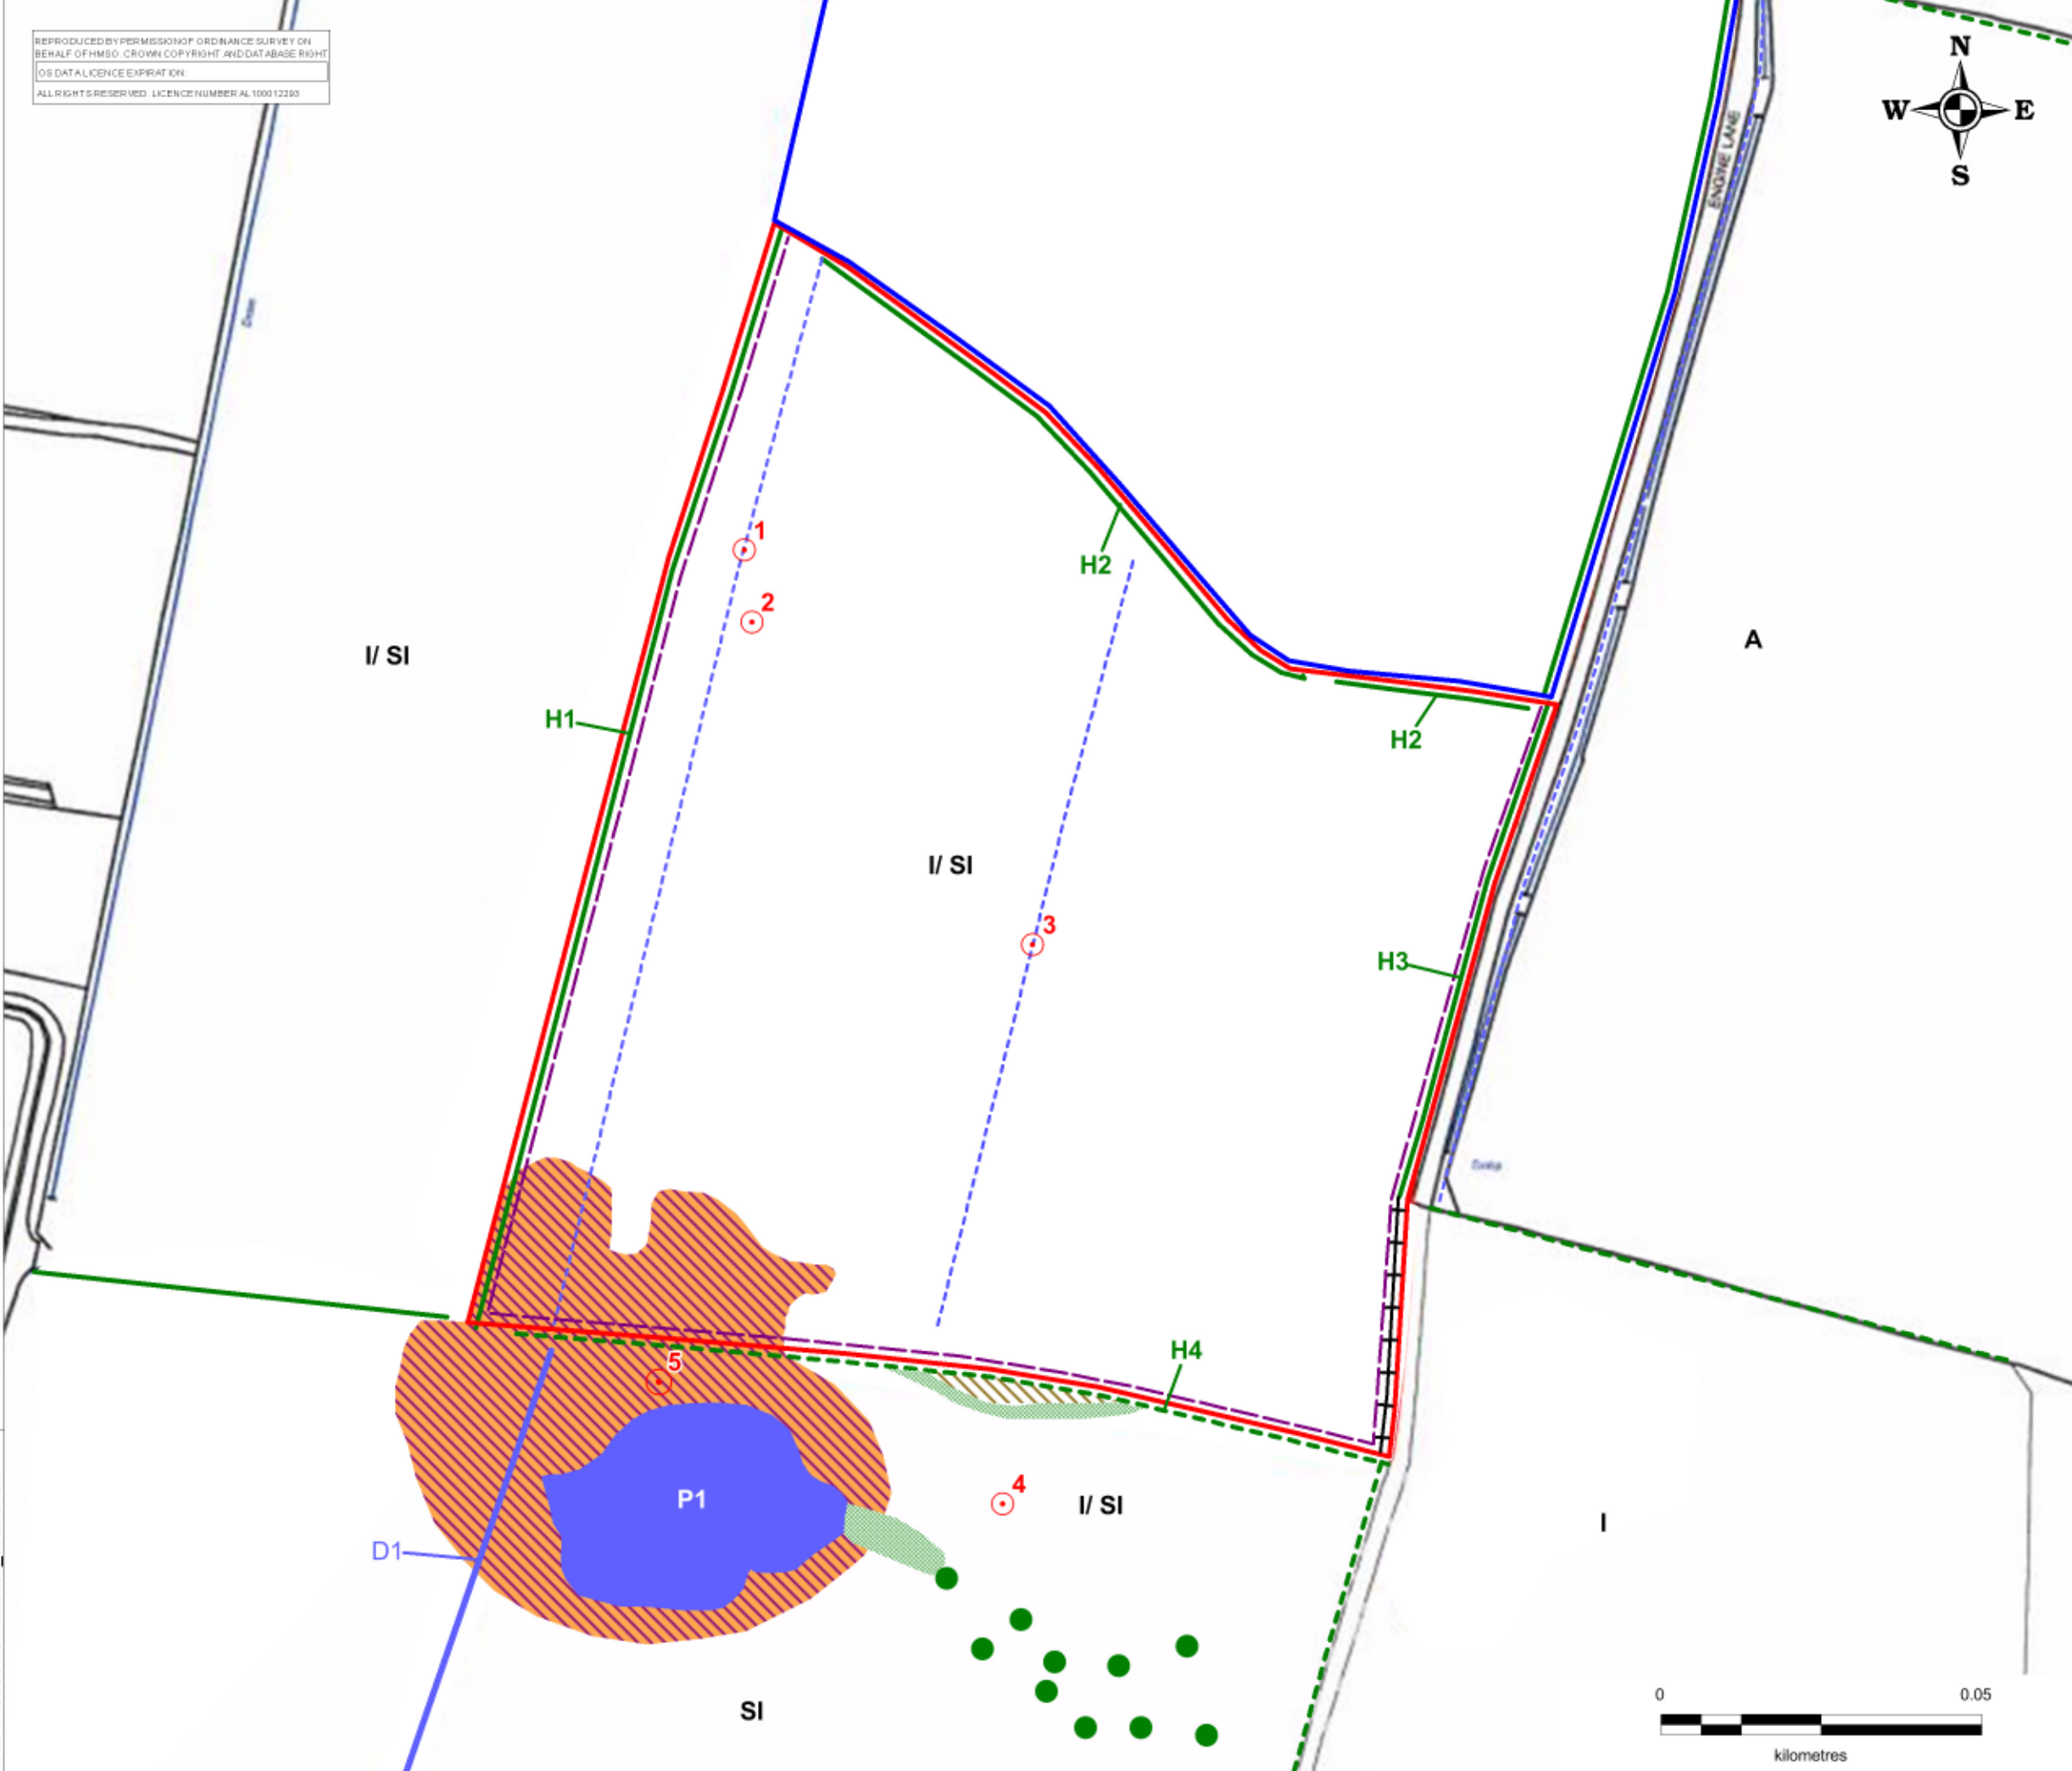 REPRODUCED BY PERMISSION OF ORDINANCE SURVEY ON
BEHALF OF HMSO. CROWN COPYRIGHT AND DATABASE RIGHT
OS DATA LICENCE EXPIRATION:
ALL RIGHTS RESERVED. LICENCE NUMBER AL 100012293
N
W E
S
ENGINE LANE
Drain
1
H2
2
A
I/ SI
H1
H2
I/ SI
3
H3
H4
5
4
P1
I/ SI
I
D1
SI
0 0.05
kilometres